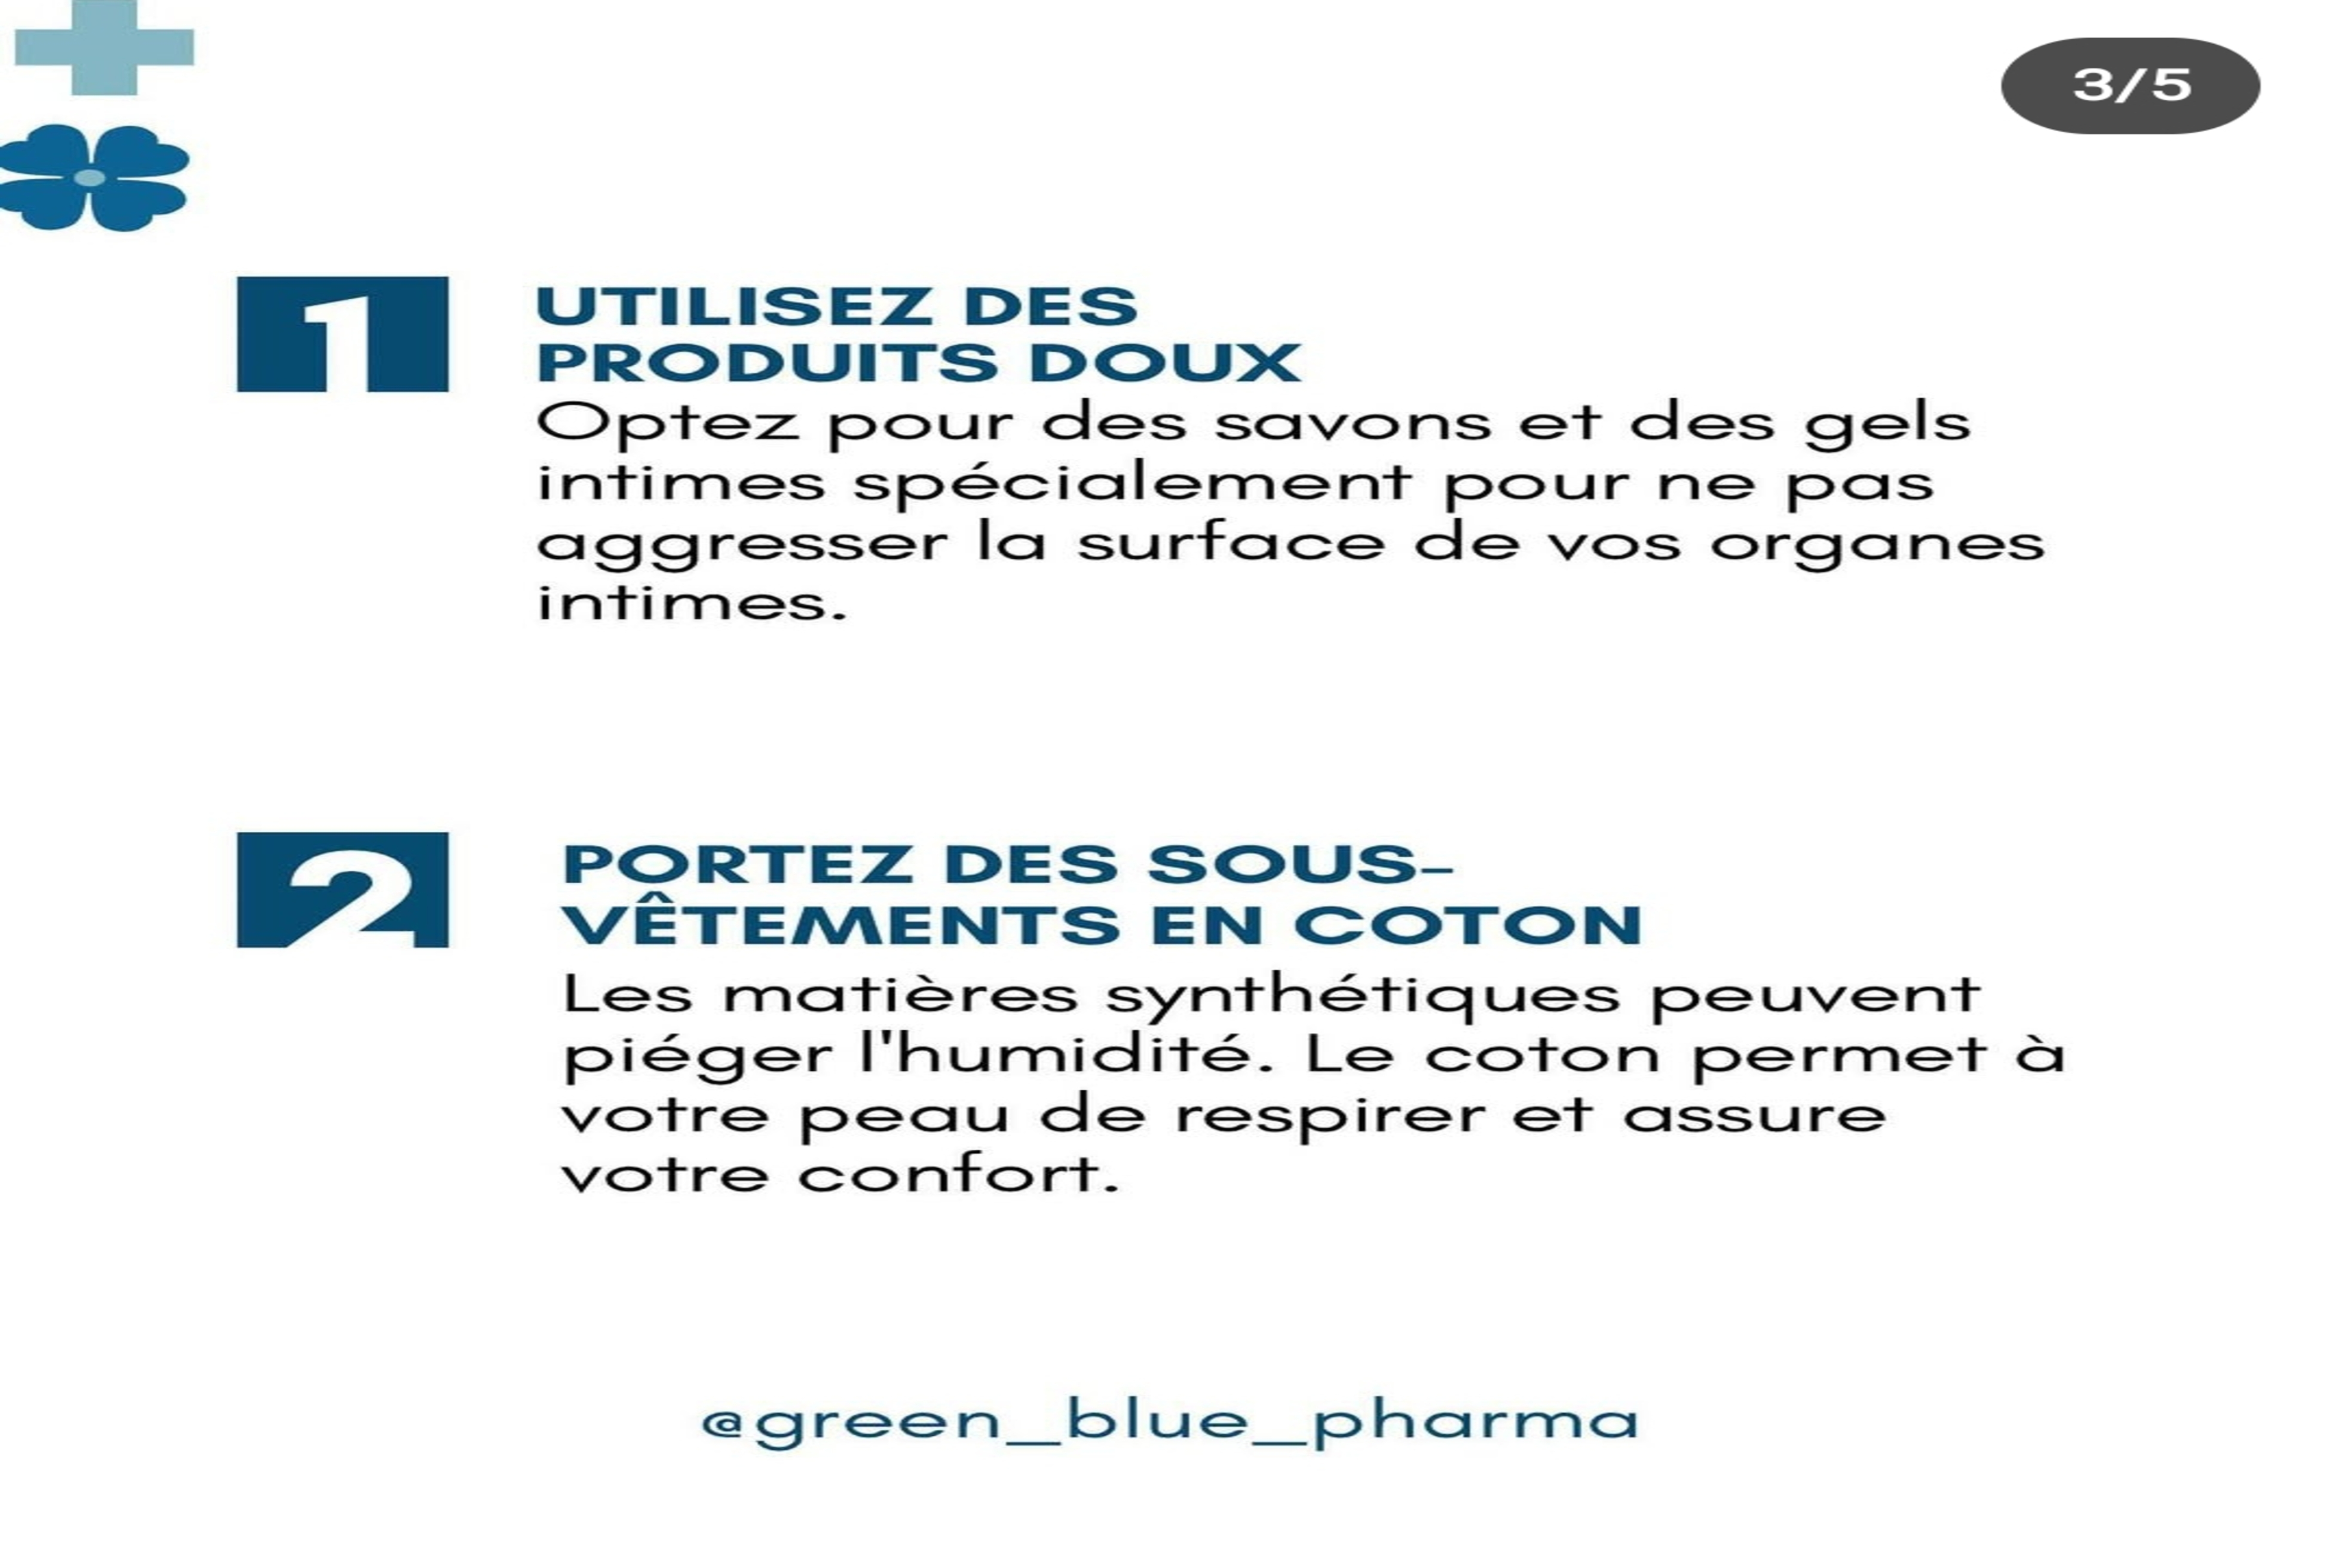 3/5
1
UTILISEZ DES
PRODUITS DOUX
Optez pour des savons et des gels
intimes spécialement pour ne pas
aggresser la surface de vos organes
intimes.
2
PORTEZ DES SOUS-
VÊTEMENTS EN COTON
Les matières synthétiques peuvent
piéger l'humidité. Le coton permet à
votre peau de respirer et assure
votre confort.
@green_blue_pharma